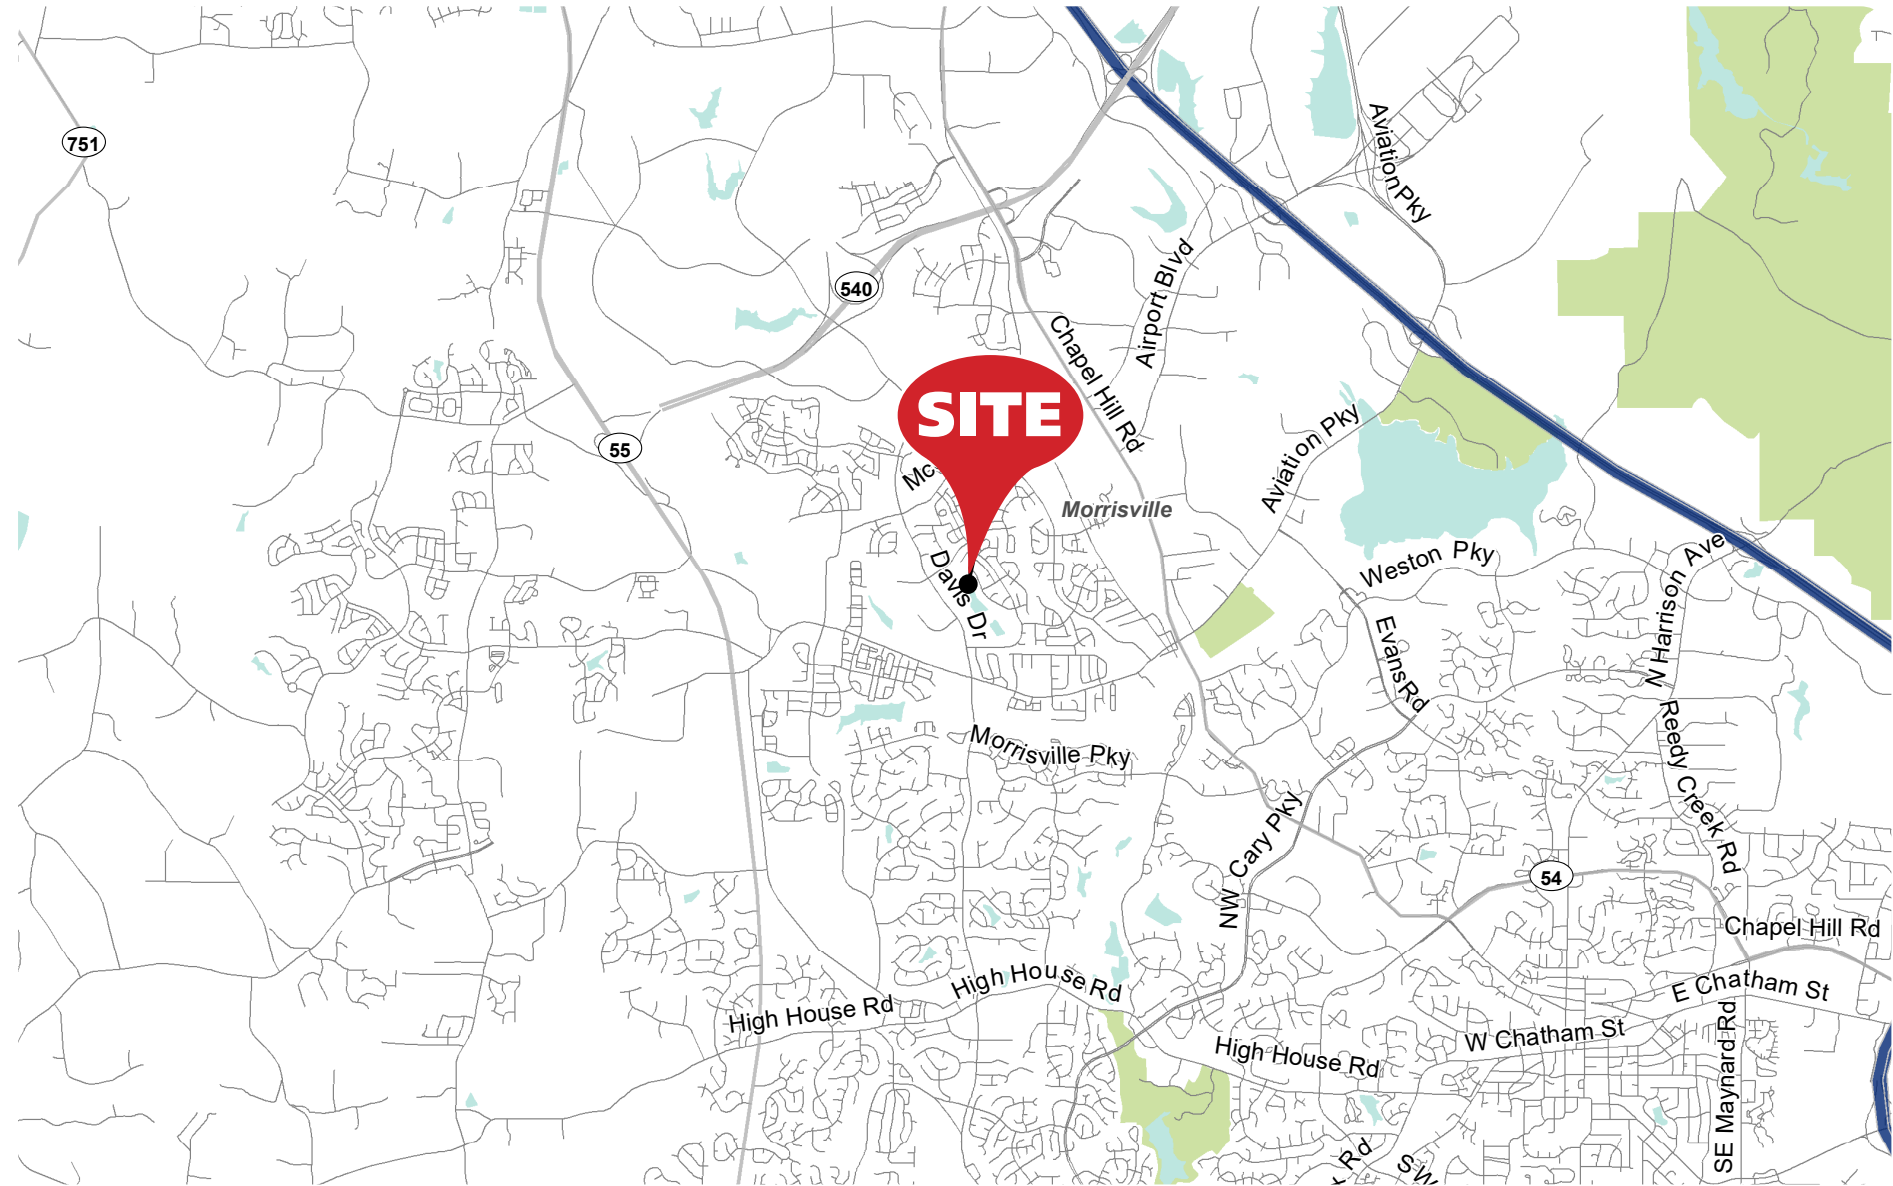 751
Aviation Pky
540
Airport Blvd
Chapel Hill Rd
SITE
55
Aviation Pky
Morrisville
Davis Dr
Weston Pky
N Harrison Ave
Evans Rd
Morrisville Pky
Reedy Creek Rd
NW Cary Pky
54
Chapel Hill Rd
High House Rd
High House Rd
E Chatham St
W Chatham St
High House Rd
SE Maynard Rd
Rd